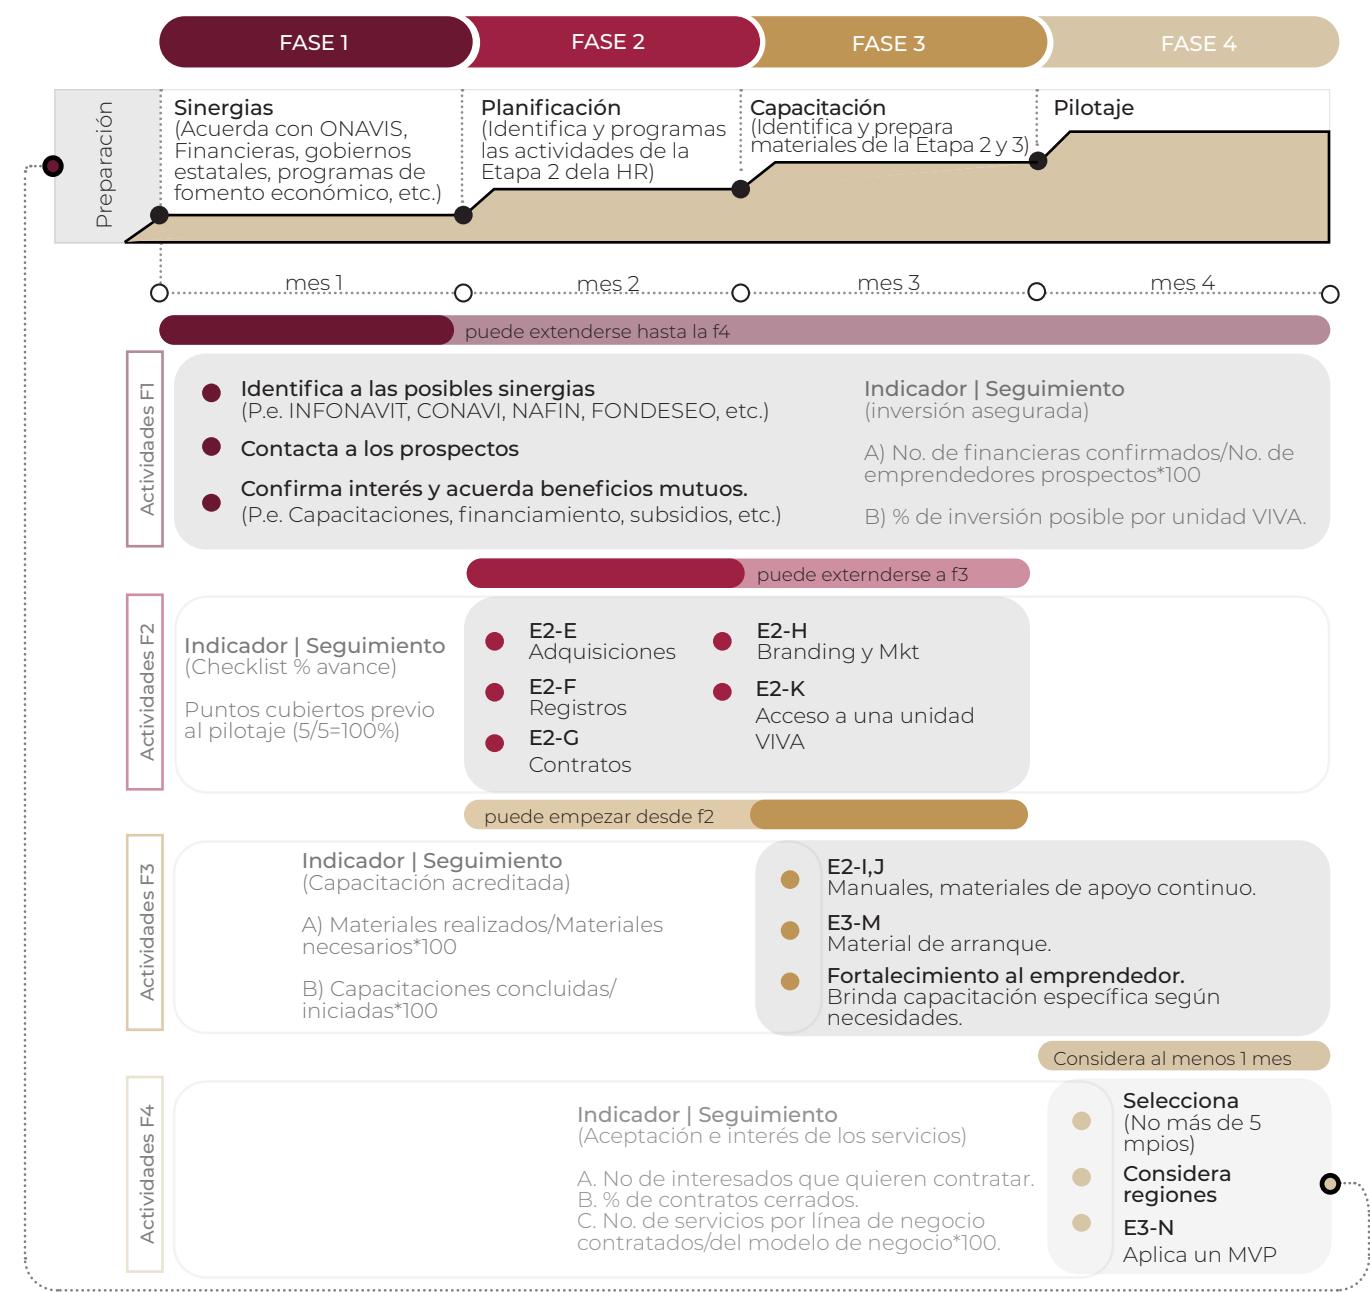 FASE 1
FASE 2
FASE 3
FASE 4
Preparación
Sinergias
(Acuerda con ONAVIS,
Financieras, gobiernos
estatales, programas de
fomento económico, etc.)
Planificación
(Identifica y programas
las actividades de la
Etapa 2 dela HR)
Capacitación
(Identifica y prepara
materiales de la Etapa 2 y 3)
Pilotaje
mes 1
mes 2
mes 3
mes 4
puede extenderse hasta la f4
Actividades F1
Identifica a las posibles sinergias
(P.e. INFONAVIT, CONAVI, NAFIN, FONDESEO, etc.)
Contacta a los prospectos
Confirma interés y acuerda beneficios mutuos.
(P.e. Capacitaciones, financiamiento, subsidios, etc.)
Indicador | Seguimiento
(inversión asegurada)
A) No. de financieras confirmados/No. de
emprendedores prospectos*100
B) % de inversión posible por unidad VIVA.
puede externderse a f3
Actividades F2
Indicador | Seguimiento
(Checklist % avance)
Puntos cubiertos previo
al pilotaje (5/5=100%)
E2-E
Adquisiciones
E2-F
Registros
E2-G
Contratos
E2-H
Branding y Mkt
E2-K
Acceso a una unidad
VIVA
puede empezar desde f2
Actividades F3
Indicador | Seguimiento
(Capacitación acreditada)
A) Materiales realizados/Materiales
necesarios*100
B) Capacitaciones concluidas/
iniciadas*100
E2-I,J
Manuales, materiales de apoyo continuo.
E3-M
Material de arranque.
Fortalecimiento al emprendedor.
Brinda capacitación específica según
necesidades.
Considera al menos 1 mes
Actividades F4
Indicador | Seguimiento
(Aceptación e interés de los servicios)
A. No de interesados que quieren contratar.
B. % de contratos cerrados.
C. No. de servicios por línea de negocio
contratados/del modelo de negocio*100.
Selecciona
(No más de 5
mpios)
Considera
regiones
E3-N
Aplica un MVP